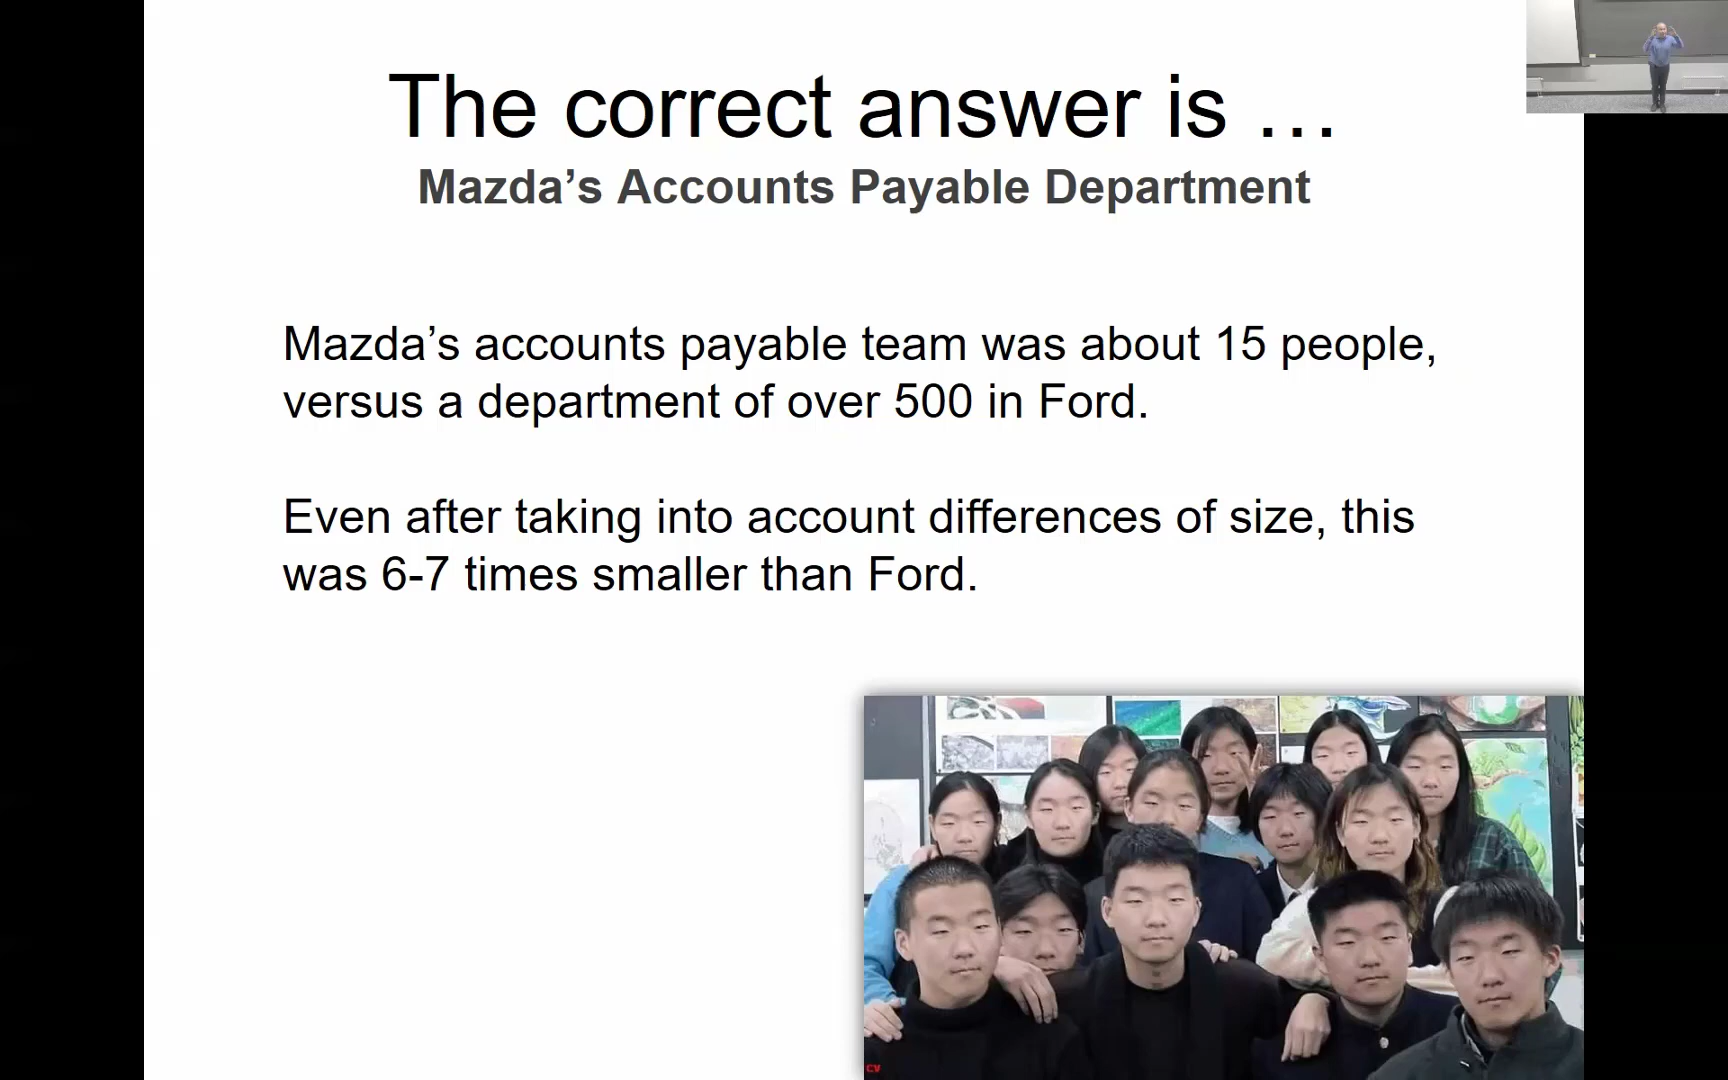 The correct answer is …
Mazda’s Accounts Payable Department
Mazda’s accounts payable team was about 15 people,
versus a department of over 500 in Ford.
Even after taking into account differences of size, this
was 6-7 times smaller than Ford.
CV